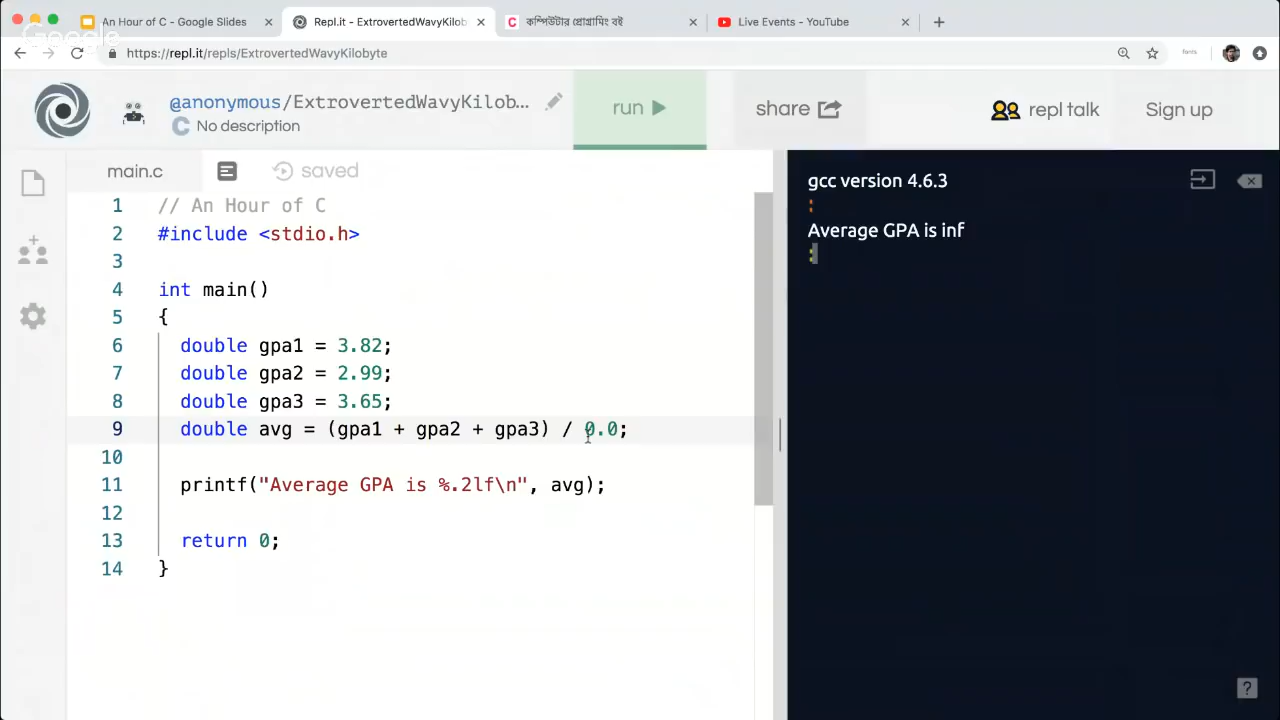 An Hour of C - Google Slides
Repl.it - ExtrovertedWavyKilob
কম্পিউটার প্রোগ্রামিং বই
Live Events - YouTube
Google
https://repl.it/repls/ExtrovertedWavyKilobyte
@anonymous/ExtrovertedWavyKilob...
No description
run
share
repl talk
Sign up
main.c
saved
1 // An Hour of C
2 #include <stdio.h>
3
4 int main()
5 {
6 double gpa1 = 3.82;
7 double gpa2 = 2.99;
8 double gpa3 = 3.65;
9 double avg = (gpa1 + gpa2 + gpa3) / 0.0;
10
11 printf("Average GPA is %.2lf\n", avg);
12
13 return 0;
14 }
gcc version 4.6.3
:
Average GPA is inf
:
?